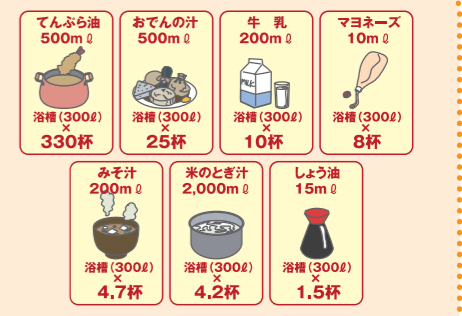 てんぷら油
500mℓ
浴槽(300ℓ)
×
330杯
おでんの汁
500mℓ
浴槽(300ℓ)
×
25杯
牛 乳
200mℓ
MILK
浴槽(300ℓ)
×
10杯
マヨネーズ
10mℓ
浴槽(300ℓ)
×
8杯
みそ汁
200mℓ
浴槽(300ℓ)
×
4.7杯
米のとぎ汁
2,000mℓ
浴槽(300ℓ)
×
4.2杯
しょう油
15mℓ
浴槽(300ℓ)
×
1.5杯